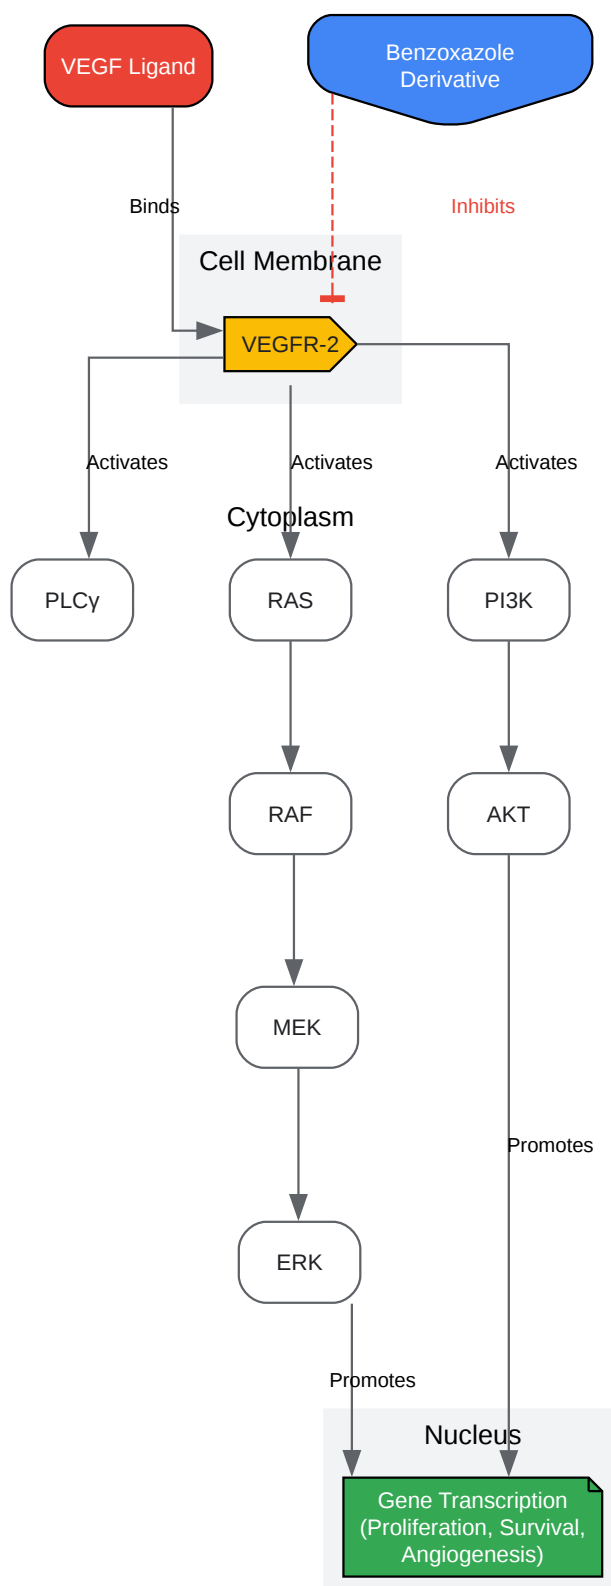 VEGF Ligand
Benzoxazole
Derivative
Binds
Inhibits
Cell Membrane
VEGFR-2
Activates
Activates
Activates
Cytoplasm
PLCγ
RAS
PI3K
RAF
AKT
MEK
Promotes
ERK
Promotes
Nucleus
Gene Transcription
(Proliferation, Survival,
Angiogenesis)